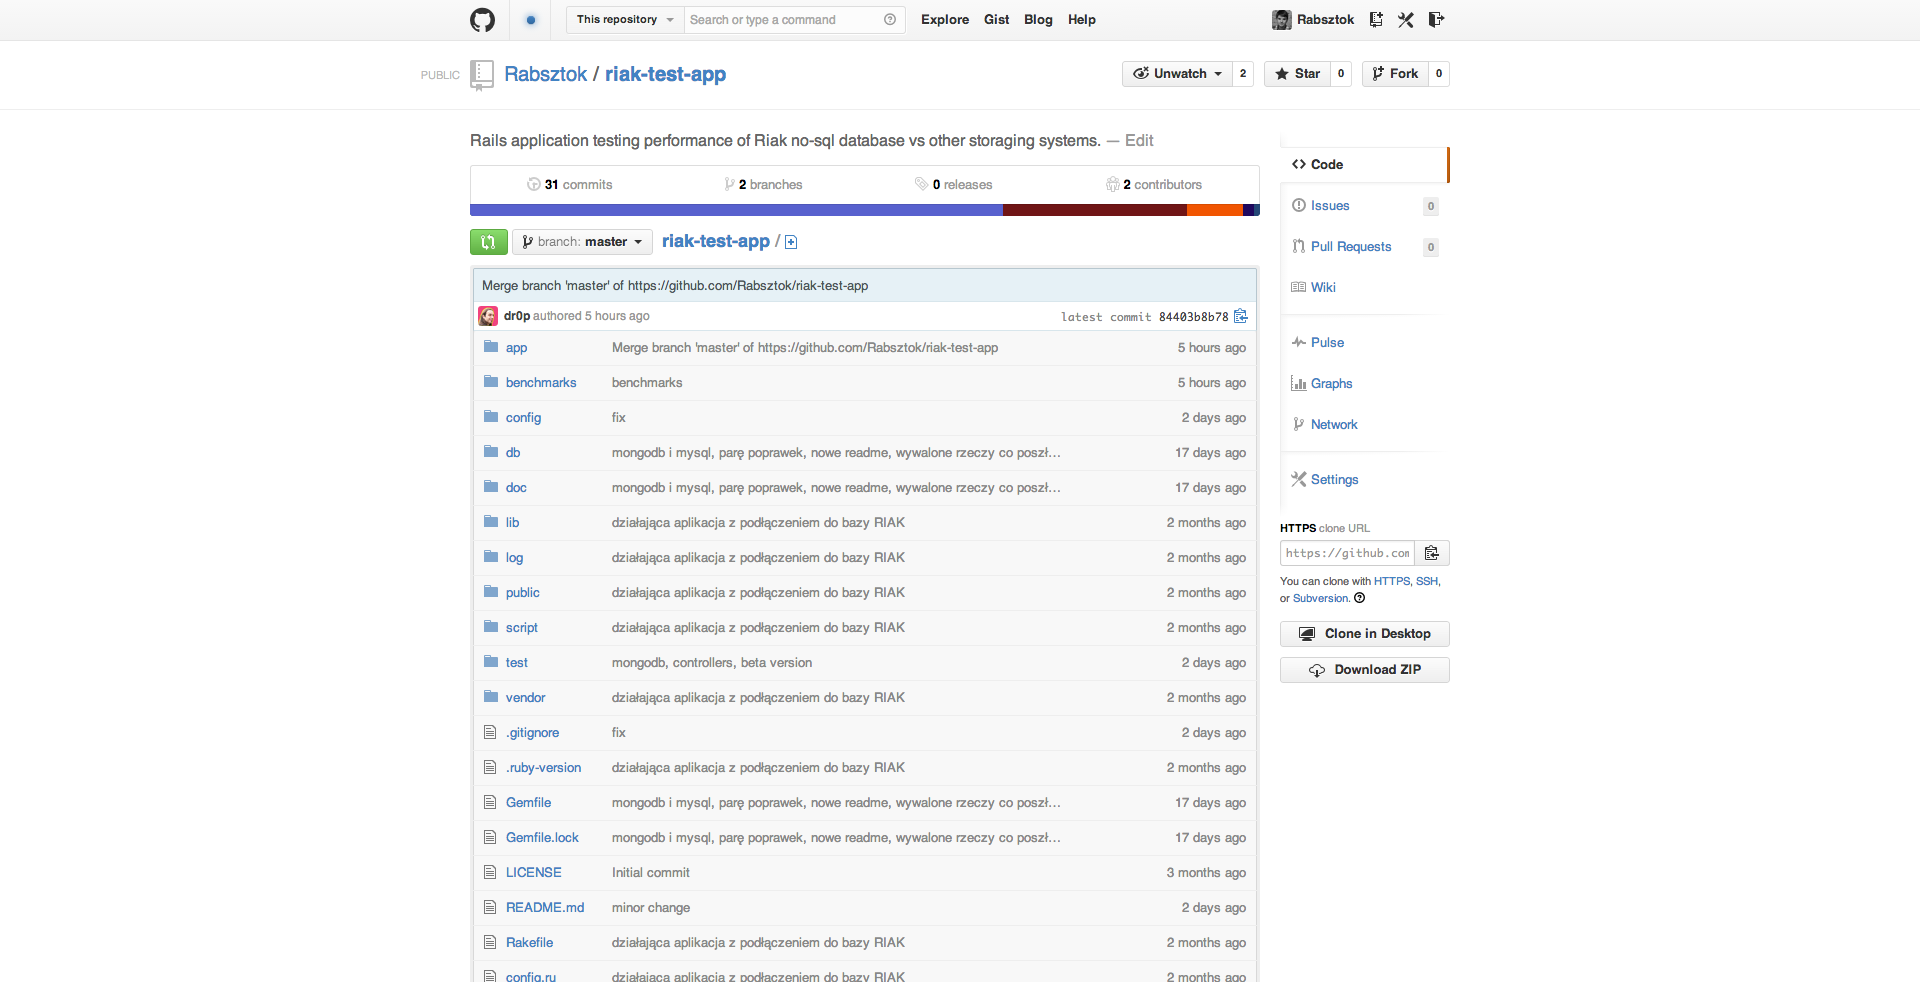 This repository Search or type a command Explore Gist Blog Help Rabsztok
PUBLIC Rabsztok / riak-test-app Unwatch 2 Star 0 Fork 0
Rails application testing performance of Riak no-sql database vs other storaging systems. — Edit
31 commits 2 branches 0 releases 2 contributors
branch: master riak-test-app /
Merge branch 'master' of https://github.com/Rabsztok/riak-test-app
dr0p authored 5 hours ago latest commit 84403b8b78
app Merge branch 'master' of https://github.com/Rabsztok/riak-test-app 5 hours ago
benchmarks benchmarks 5 hours ago
config fix 2 days ago
db mongodb i mysql, parę poprawek, nowe readme, wywalone rzeczy co poszł… 17 days ago
doc mongodb i mysql, parę poprawek, nowe readme, wywalone rzeczy co poszł… 17 days ago
lib działająca aplikacja z podłączeniem do bazy RIAK 2 months ago
log działająca aplikacja z podłączeniem do bazy RIAK 2 months ago
public działająca aplikacja z podłączeniem do bazy RIAK 2 months ago
script działająca aplikacja z podłączeniem do bazy RIAK 2 months ago
test mongodb, controllers, beta version 2 days ago
vendor działająca aplikacja z podłączeniem do bazy RIAK 2 months ago
.gitignore fix 2 days ago
.ruby-version działająca aplikacja z podłączeniem do bazy RIAK 2 months ago
Gemfile mongodb i mysql, parę poprawek, nowe readme, wywalone rzeczy co poszł… 17 days ago
Gemfile.lock mongodb i mysql, parę poprawek, nowe readme, wywalone rzeczy co poszł… 17 days ago
LICENSE Initial commit 3 months ago
README.md minor change 2 days ago
Rakefile działająca aplikacja z podłączeniem do bazy RIAK 2 months ago
config.ru działająca aplikacja z podłączeniem do bazy RIAK 2 months ago
Code
Issues 0
Pull Requests 0
Wiki
Pulse
Graphs
Network
Settings
HTTPS clone URL
https://github.com
You can clone with HTTPS, SSH,
or Subversion.
Clone in Desktop
Download ZIP